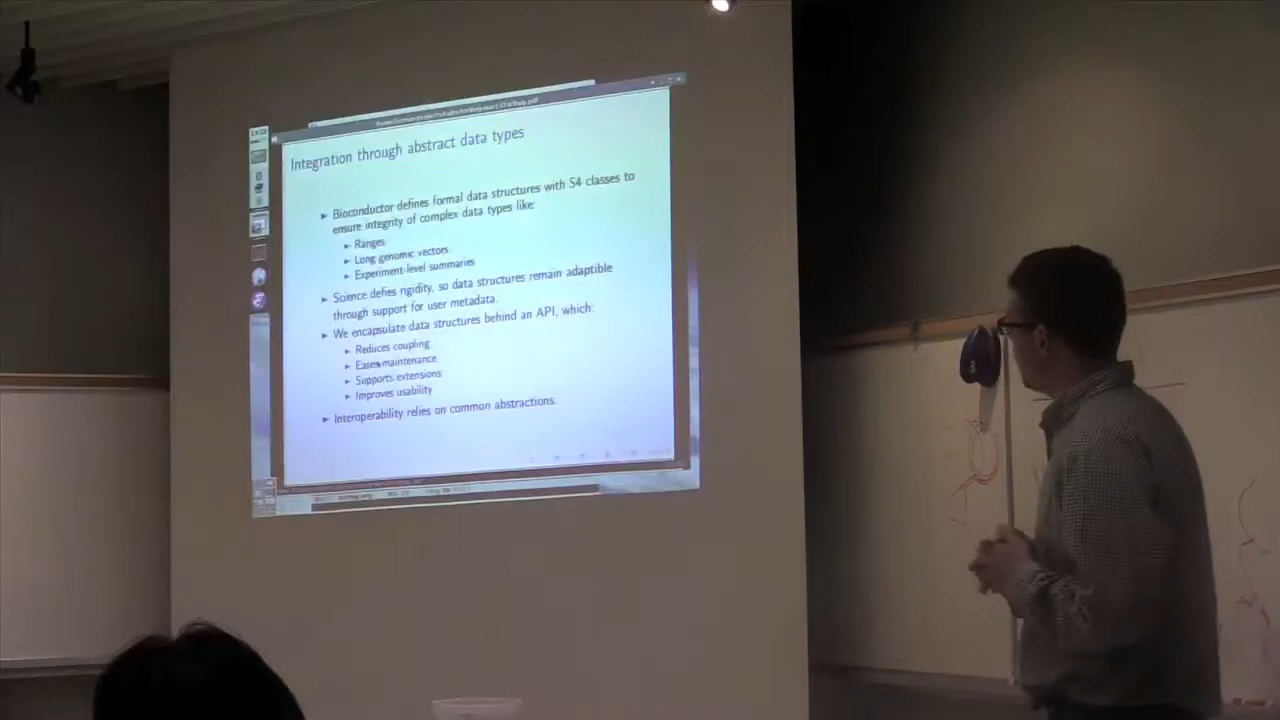 Integration through abstract data types
▶ Bioconductor defines formal data structures with S4 classes to
ensure integrity of complex data types like:
▶ Ranges
▶ Long genomic vectors
▶ Experiment-level summaries
▶ Science defies rigidity, so data structures remain adaptible
through support for user metadata.
▶ We encapsulate data structures behind an API, which:
▶ Reduces coupling
▶ Eases maintenance
▶ Supports extensions
▶ Improves usability
▶ Interoperability relies on common abstractions.